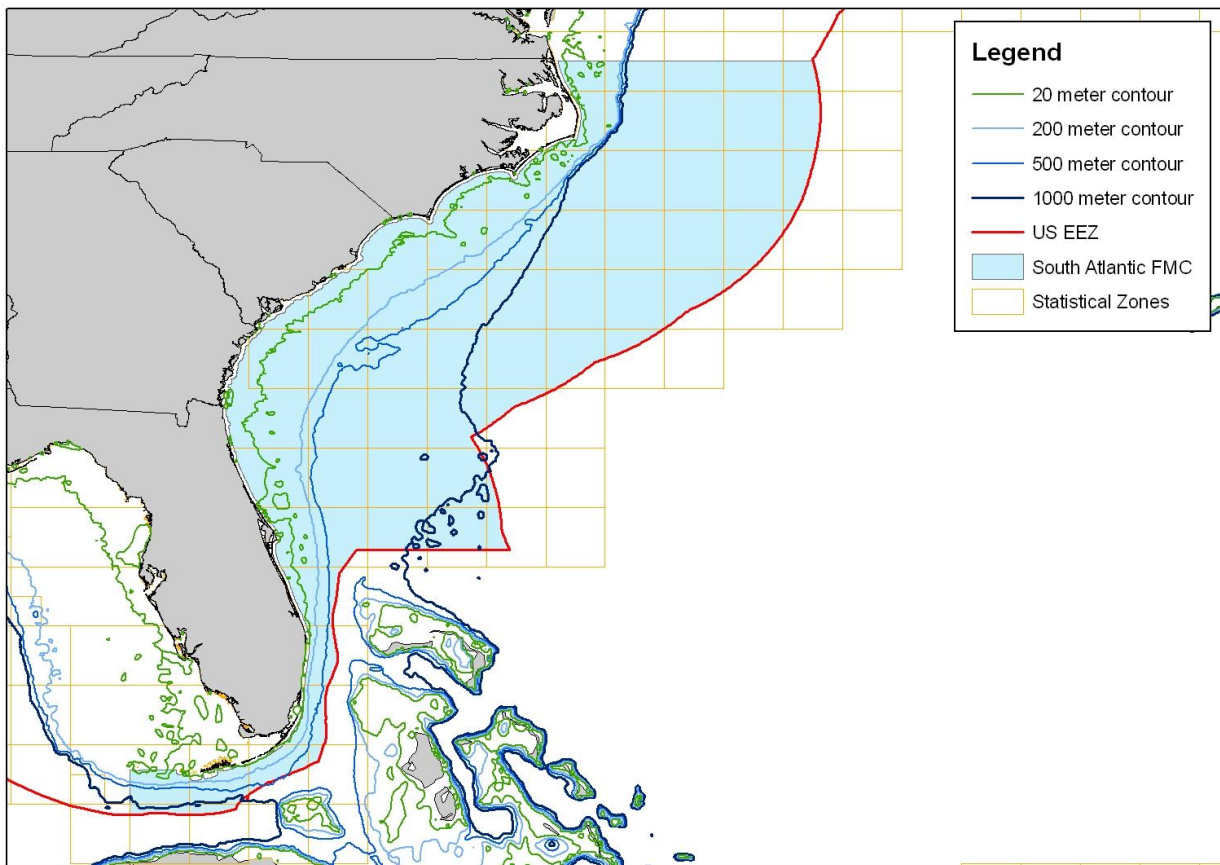 Legend
20 meter contour
200 meter contour
500 meter contour
1000 meter contour
US EEZ
South Atlantic FMC
Statistical Zones